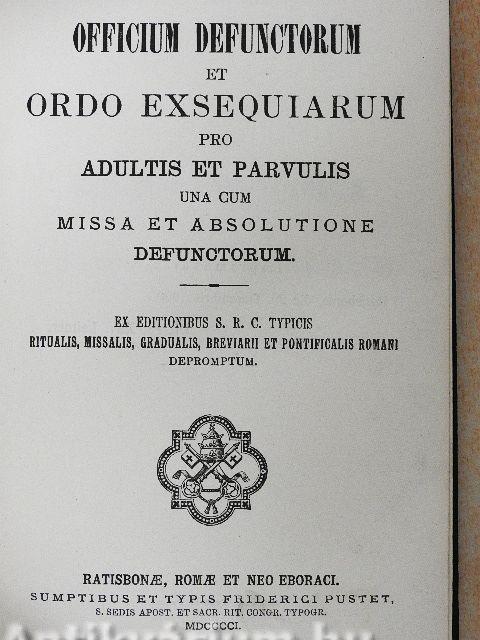 OFFICIUM DEFUNCTORUM
ET
ORDO EXSEQUIARUM
PRO
ADULTIS ET PARVULIS
UNA CUM
MISSA ET ABSOLUTIONE
DEFUNCTORUM.
EX EDITIONIBUS S. R. C. TYPICIS
RITUALIS, MISSALIS, GRADUALIS, BREVIARII ET PONTIFICALIS ROMANI
DEPROMPTUM.
RATISBONÆ, ROMÆ ET NEO EBORACI.
SUMPTIBUS ET TYPIS FRIDERICI PUSTET,
S. SEDIS APOST. ET SACR. RIT. CONGR. TYPOGR.
MDCCCCI.